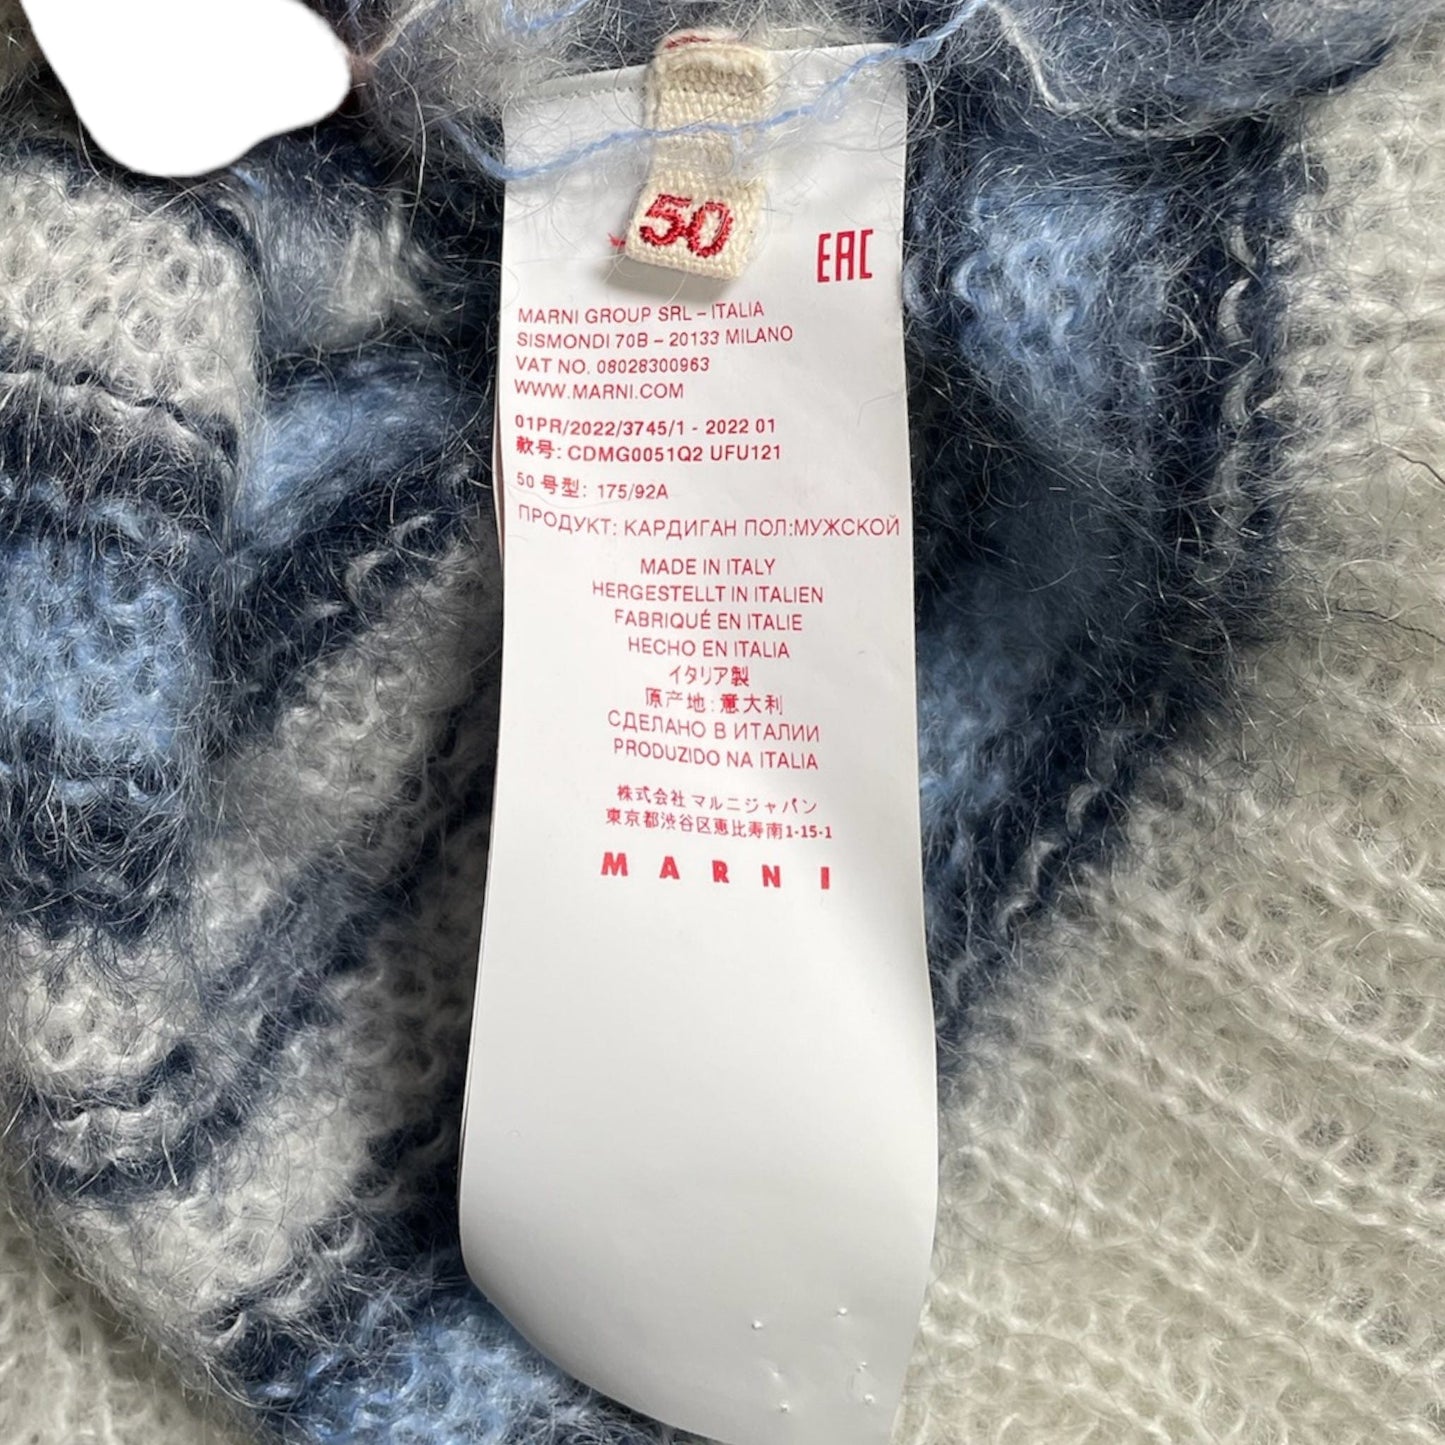 50
EAC
MARNI GROUP SRL – ITALIA
SISMONDI 70B – 20133 MILANO
VAT NO. 08028300963
WWW.MARNI.COM
01PR/2022/3745/1 - 2022 01
款号: CDMG0051Q2 UFU121
50 号型: 175/92A
ПРОДУКТ: КАРДИГАН ПОЛ:МУЖСКОЙ
MADE IN ITALY
HERGESTELLT IN ITALIEN
FABRIQUÉ EN ITALIE
HECHO EN ITALIA
イタリア製
原产地:意大利
СДЕЛАНО В ИТАЛИИ
PRODUZIDO NA ITALIA
株式会社 マルニジャパン
東京都渋谷区恵比寿南1-15-1
MARNI